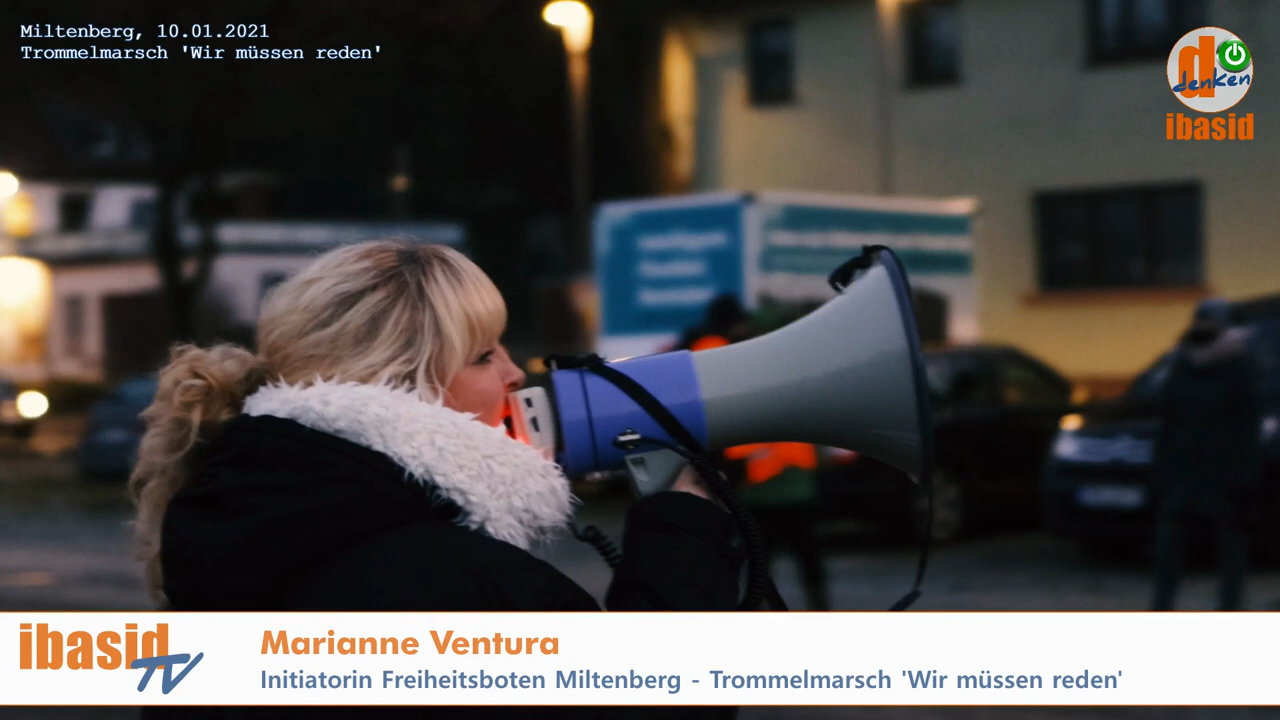 Miltenberg, 10.01.2021
Trommelmarsch 'Wir müssen reden'
d
denken
ibasid
ibasid
TV
Marianne Ventura
Initiatorin Freiheitsboten Miltenberg - Trommelmarsch 'Wir müssen reden'